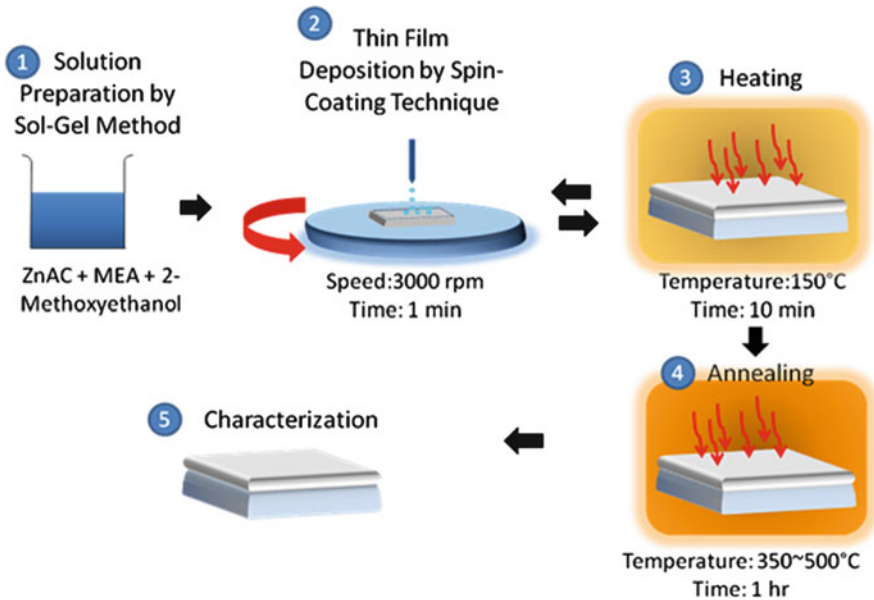 1 Solution
Preparation by
Sol-Gel Method
ZnAC + MEA + 2-
Methoxyethanol
2
Thin Film
Deposition by Spin-
Coating Technique
Speed:3000 rpm
Time: 1 min
3 Heating
Temperature:150°C
Time: 10 min
4 Annealing
Temperature: 350~500°C
Time: 1 hr
5 Characterization